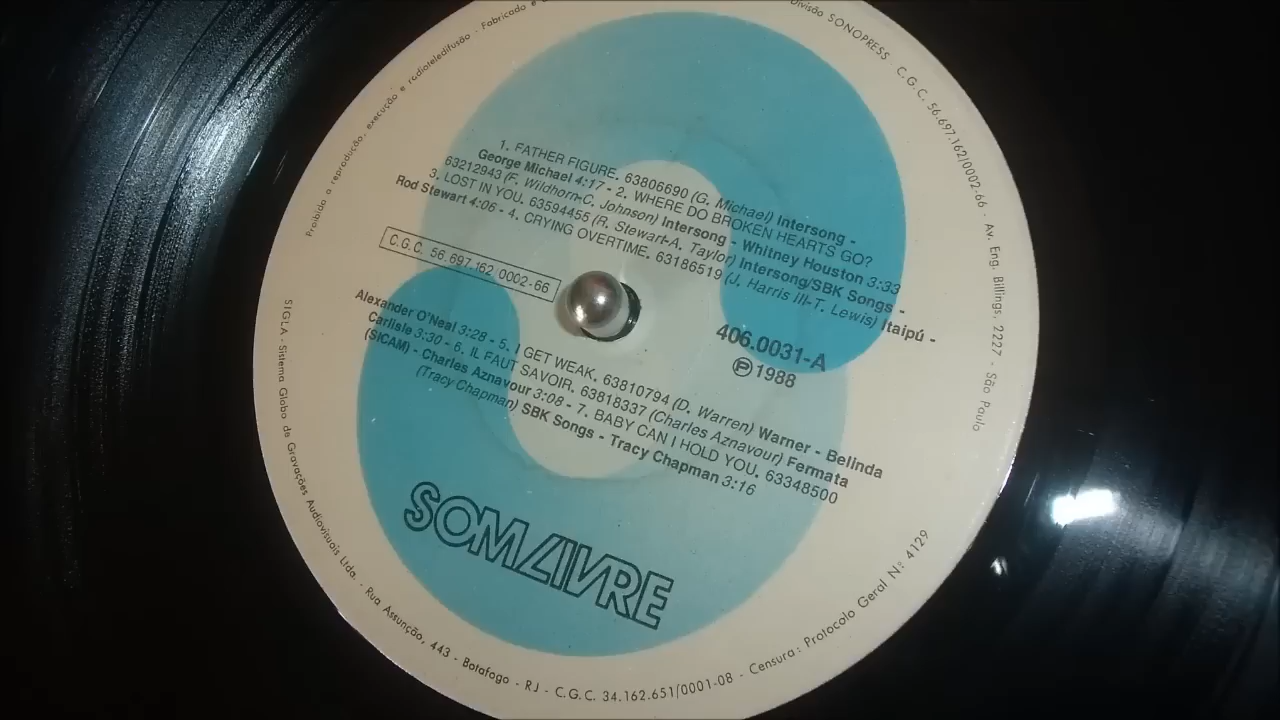 1. FATHER FIGURE. 63806690 (G. Michael) Intersong -
George Michael 4:17 - 2. WHERE DO BROKEN HEARTS GO?
63212943 (F. Wildhorn-C. Johnson) Intersong - Whitney Houston 3:33
3. LOST IN YOU. 63594455 (R. Stewart-A. Taylor) Intersong/SBK Songs -
Rod Stewart 4:06 - 4. CRYING OVERTIME. 63186519 (J. Harris III-T. Lewis) Itaipú -
C.G.C. 56.697.162/0002-66
406.0031-A
Ⓟ 1988
Alexander O'Neal 3:28 - 5. I GET WEAK. 63810794 (D. Warren) Warner - Belinda
Carlisle 3:30 - 6. IL FAUT SAVOIR. 63818337 (Charles Aznavour) Fermata
(SICAM) - Charles Aznavour 3:08 - 7. BABY CAN I HOLD YOU. 63348500
(Tracy Chapman) SBK Songs - Tracy Chapman 3:16
SOM LIVRE
Proibida a reprodução, execução e radioteledifusão - Fabricado e
Divisão SONOPRESS C.G.C. 56.697.162/0002-66 - Av. Eng. Billings, 2227 - São Paulo
SIGLA - Sistema Globo de Gravações Audiovisuais Ltda. - Rua Assunção, 443 - Botafogo - RJ - C.G.C. 34.162.651/0001-08 - Censura: Protocolo Geral Nº 4129